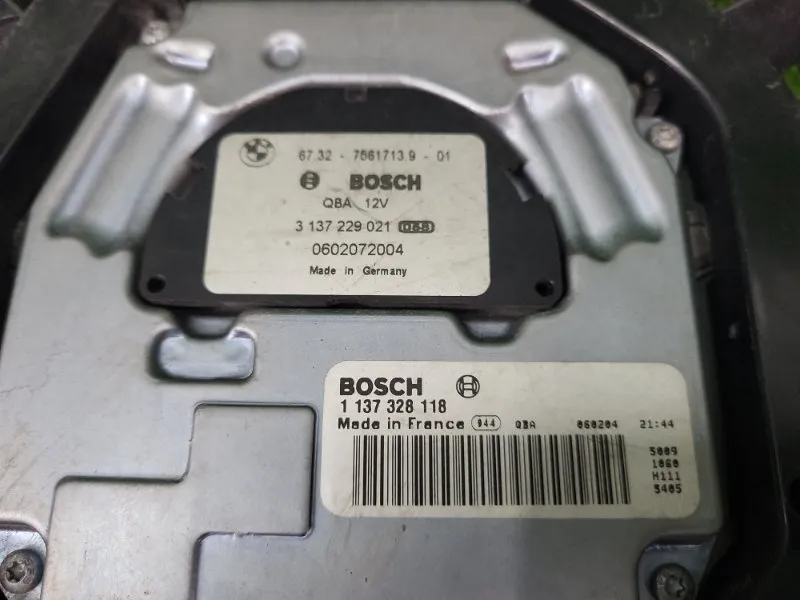 67.32 - 7561713.9 - 01
BOSCH
QBA 12V
3 137 229 021
0602072004
Made in Germany
BOSCH
1 137 328 118
Made in France 944 QBA 060204 21:44
5009
1060
H111
5405